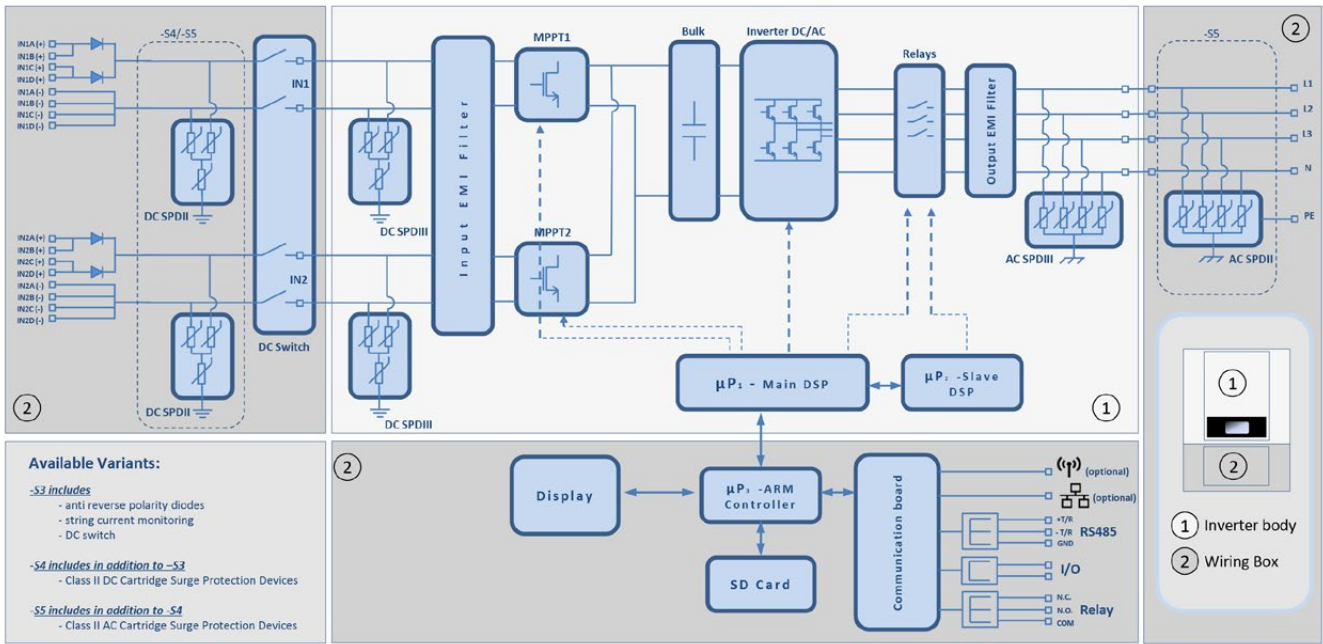 -S4/-S5
IN1A(+)
IN1B(+)
IN1C(+)
IN1D(+)
IN1A(-)
IN1B(-)
IN1C(-)
IN1D(-)
IN1
DC SPDII
IN2A(+)
IN2B(+)
IN2C(+)
IN2D(+)
IN2A(-)
IN2B(-)
IN2C(-)
IN2D(-)
IN2
DC Switch
DC SPDII
2
DC SPDIII
DC SPDIII
Input EMI Filter
MPPT1
MPPT2
Bulk
Inverter DC/AC
Relays
Output EMI Filter
AC SPDIII
µP₁ - Main DSP
µP₂ -Slave
DSP
1
2
-S5
L1
L2
L3
N
PE
AC SPDII
1
2
1 Inverter body
2 Wiring Box
Available Variants:
-S3 includes
- anti reverse polarity diodes
- string current monitoring
- DC switch
-S4 includes in addition to –S3
- Class II DC Cartridge Surge Protection Devices
-S5 includes in addition to -S4
- Class II AC Cartridge Surge Protection Devices
2
Display
µP₃ -ARM
Controller
SD Card
Communication board
(optional)
(optional)
+T/R
- T/R
GND
RS485
I/O
N.C.
N.O.
COM
Relay